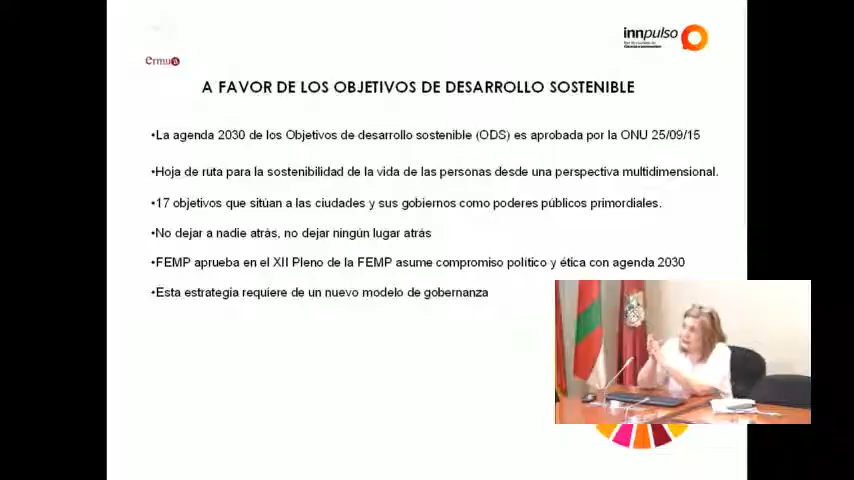 innpulso
ermua
A FAVOR DE LOS OBJETIVOS DE DESARROLLO SOSTENIBLE
•La agenda 2030 de los Objetivos de desarrollo sostenible (ODS) es aprobada por la ONU 25/09/15
•Hoja de ruta para la sostenibilidad de la vida de las personas desde una perspectiva multidimensional.
•17 objetivos que sitúan a las ciudades y sus gobiernos como poderes públicos primordiales.
•No dejar a nadie atrás, no dejar ningún lugar atrás
•FEMP aprueba en el XII Pleno de la FEMP asume compromiso político y ética con agenda 2030
•Esta estrategia requiere de un nuevo modelo de gobernanza